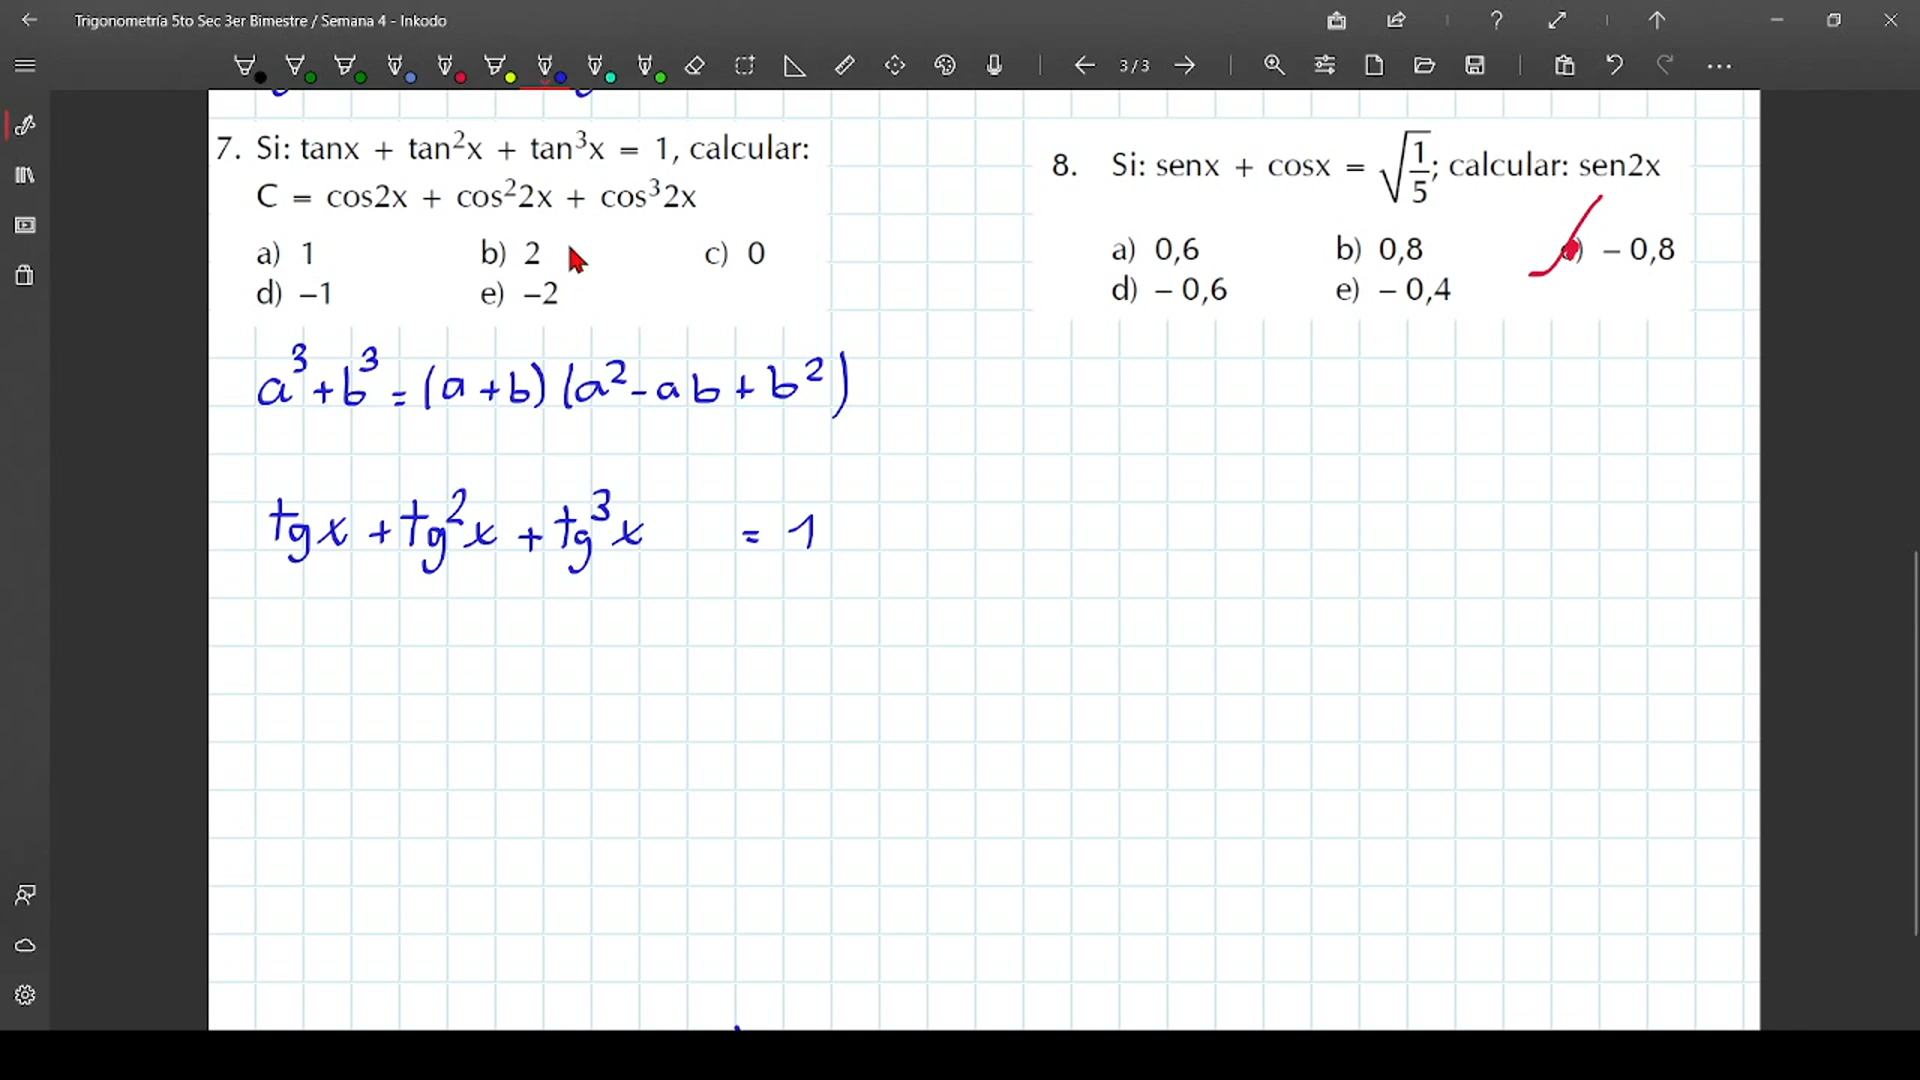 Trigonometría 5to Sec 3er Bimestre / Semana 4 - Inkodo
3 / 3
7. Si: tanx + tan²x + tan³x = 1, calcular:
C = cos2x + cos²2x + cos³2x
a) 1 b) 2 c) 0
d) –1 e) –2
8. Si: senx + cosx = √(1/5); calcular: sen2x
a) 0,6 b) 0,8 – 0,8
d) – 0,6 e) – 0,4
a³ + b³ = (a + b) (a² - ab + b²)
tgx + tg²x + tg³x = 1